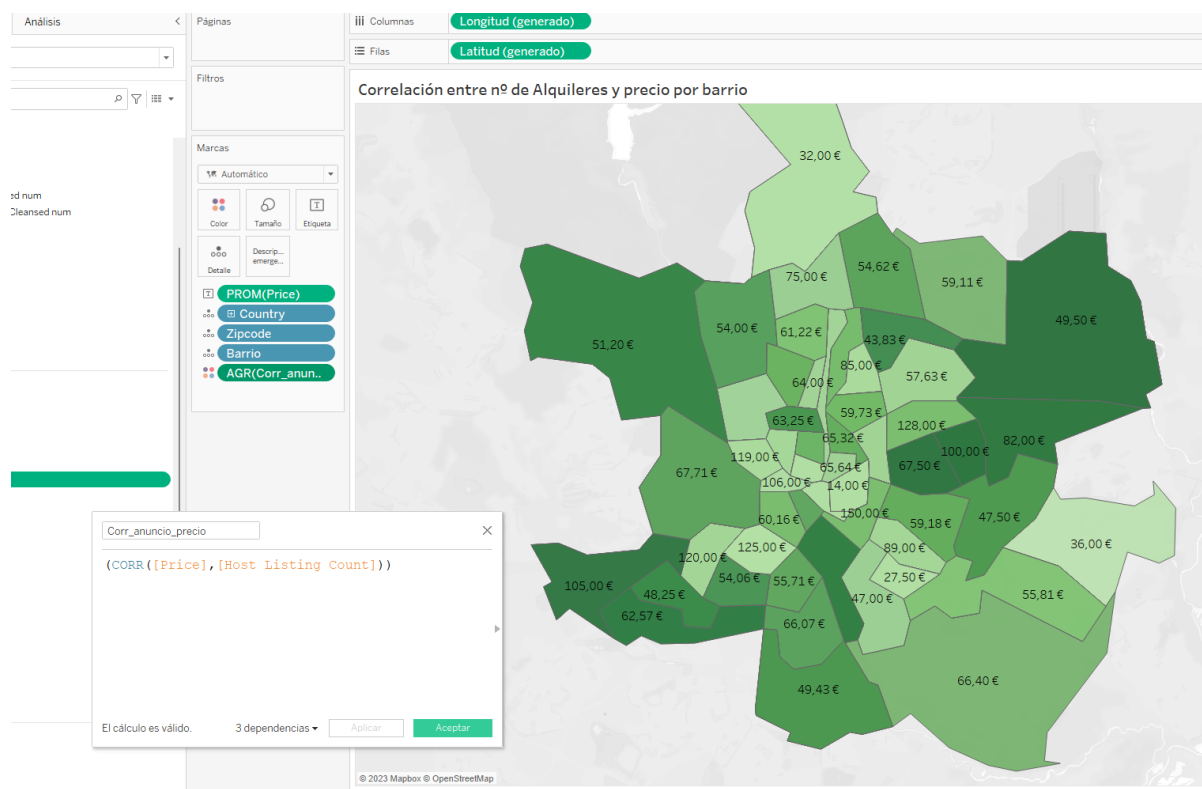 Análisis
Páginas
Columnas
Longitud (generado)
Filas
Latitud (generado)
Filtros
ed num
Cleansed num
Marcas
Automático
Color
Tamaño
Etiqueta
Detalle
Descrip...
emerge...
PROM(Price)
Country
Zipcode
Barrio
AGR(Corr_anun..
Correlación entre nº de Alquileres y precio por barrio
32,00 €
54,62 €
75,00 €
59,11 €
49,50 €
54,00 €
61,22 €
43,83 €
51,20 €
85,00 €
57,63 €
64,00 €
59,73 €
63,25 €
128,00 €
65,32 €
82,00 €
100,00 €
119,00 €
67,50 €
65,64 €
67,71 €
106,00 €
14,00 €
150,00 €
47,50 €
60,16 €
59,18 €
36,00 €
125,00 €
89,00 €
120,00 €
54,06 €
55,71 €
27,50 €
105,00 €
48,25 €
47,00 €
55,81 €
62,57 €
66,07 €
66,40 €
49,43 €
Corr_anuncio_precio
(CORR([Price],[Host Listing Count]))
El cálculo es válido.
3 dependencias
Aplicar
Aceptar
© 2023 Mapbox © OpenStreetMap